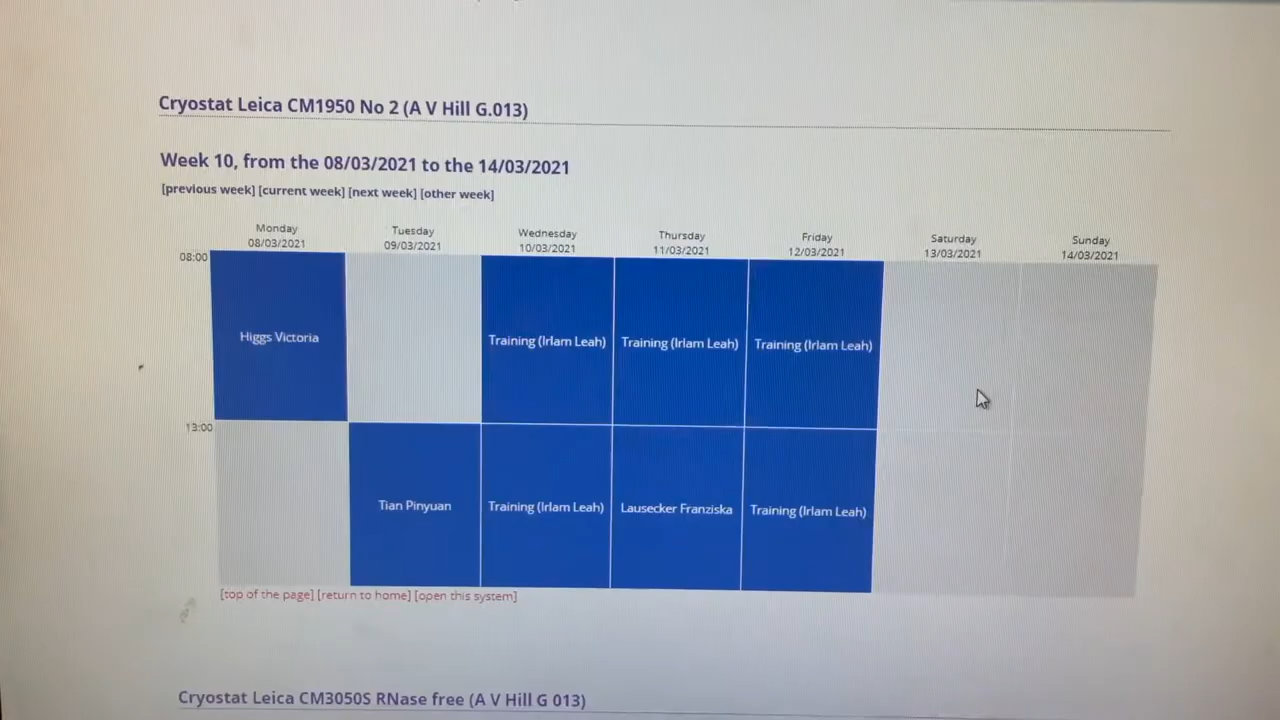 Cryostat Leica CM1950 No 2 (A V Hill G.013)
Week 10, from the 08/03/2021 to the 14/03/2021
[previous week] [current week] [next week] [other week]
Monday Tuesday Wednesday Thursday Friday Saturday Sunday
08/03/2021 09/03/2021 10/03/2021 11/03/2021 12/03/2021 13/03/2021 14/03/2021
08:00
Higgs Victoria Training (Irlam Leah) Training (Irlam Leah) Training (Irlam Leah)
13:00
Tian Pinyuan Training (Irlam Leah) Lausecker Franziska Training (Irlam Leah)
[top of the page] [return to home] [open this system]
Cryostat Leica CM3050S RNase free (A V Hill G 013)